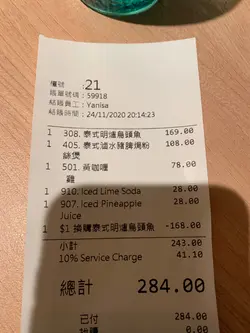 檯號 :21
賬單號碼 : 59918
結賬員工 : Yanisa
結賬時間 : 24/11/2020 20:14:23
1 308. 泰式明爐烏頭魚 169.00
1 405. 泰式滷水豬脾焗粉 108.00
絲煲
1 501. 黃咖喱 78.00
雞
1 910. Iced Lime Soda 28.00
1 907. Iced Pineapple 28.00
Juice
1 $1 換購泰式明爐烏頭魚 -168.00
小計 243.00
10% Service Charge 41.10
總計 284.00
已付 284.00
找續 0.00